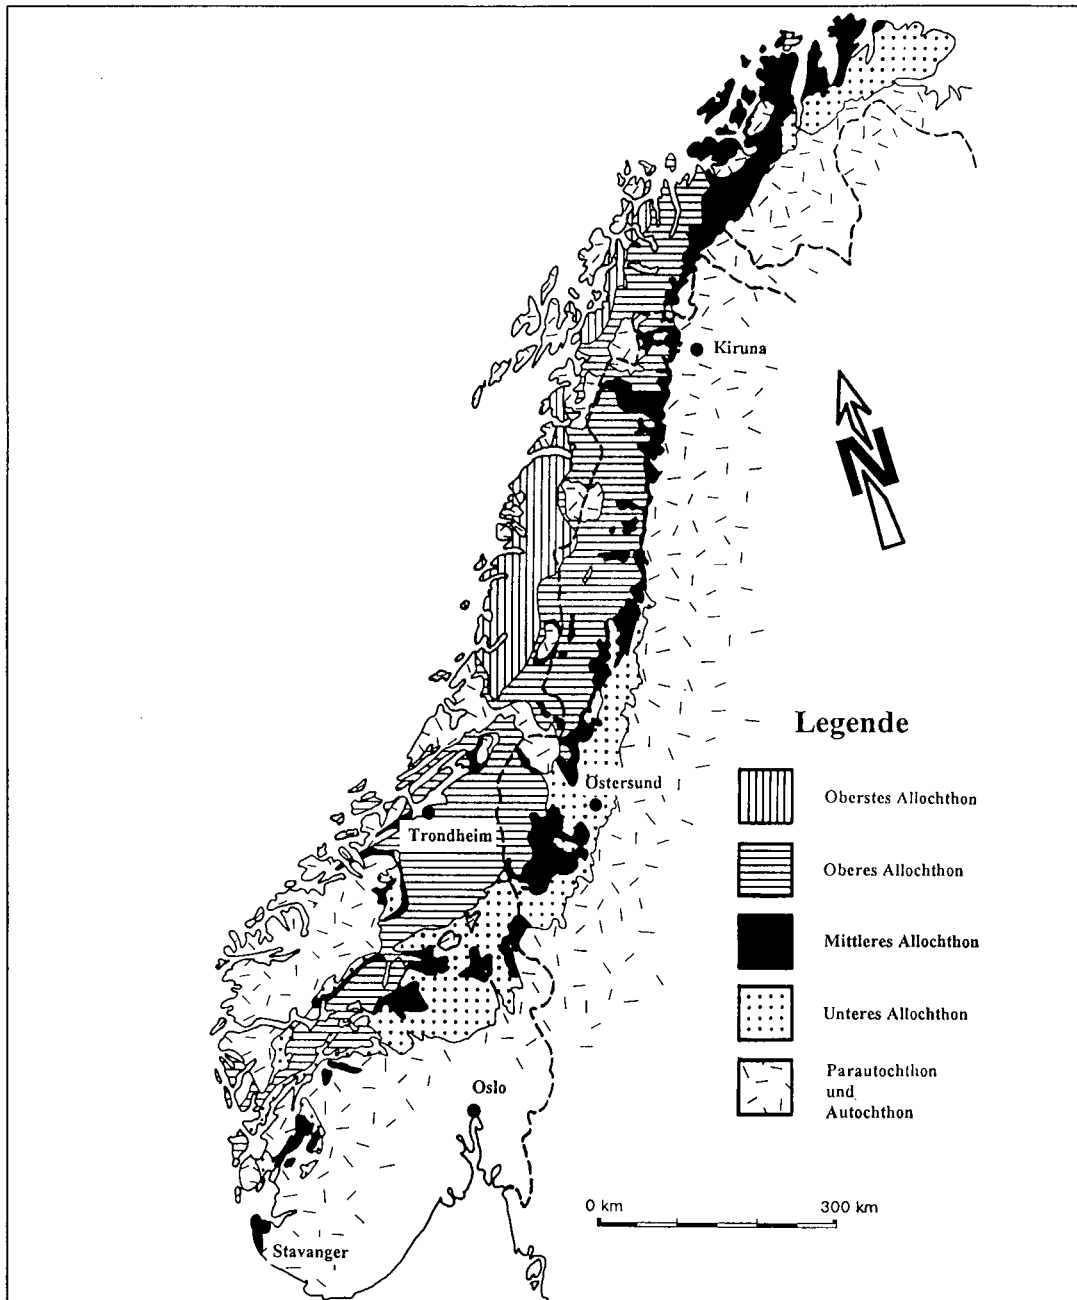 Kiruna
N
Legende
Östersund
Oberstes Allochthon
Trondheim
Oberes Allochthon
Mittleres Allochthon
Unteres Allochthon
Parautochthon
und
Autochthon
Oslo
0 km 300 km
Stavanger